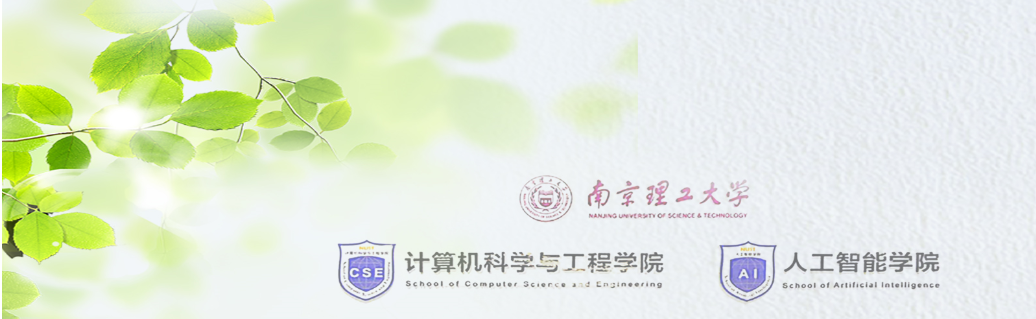 南京理工大学
NANJING UNIVERSITY OF SCIENCE & TECHNOLOGY
CSE
计算机科学与工程学院
School of Computer Science and Engineering
AI
人工智能学院
School of Artificial Intelligence